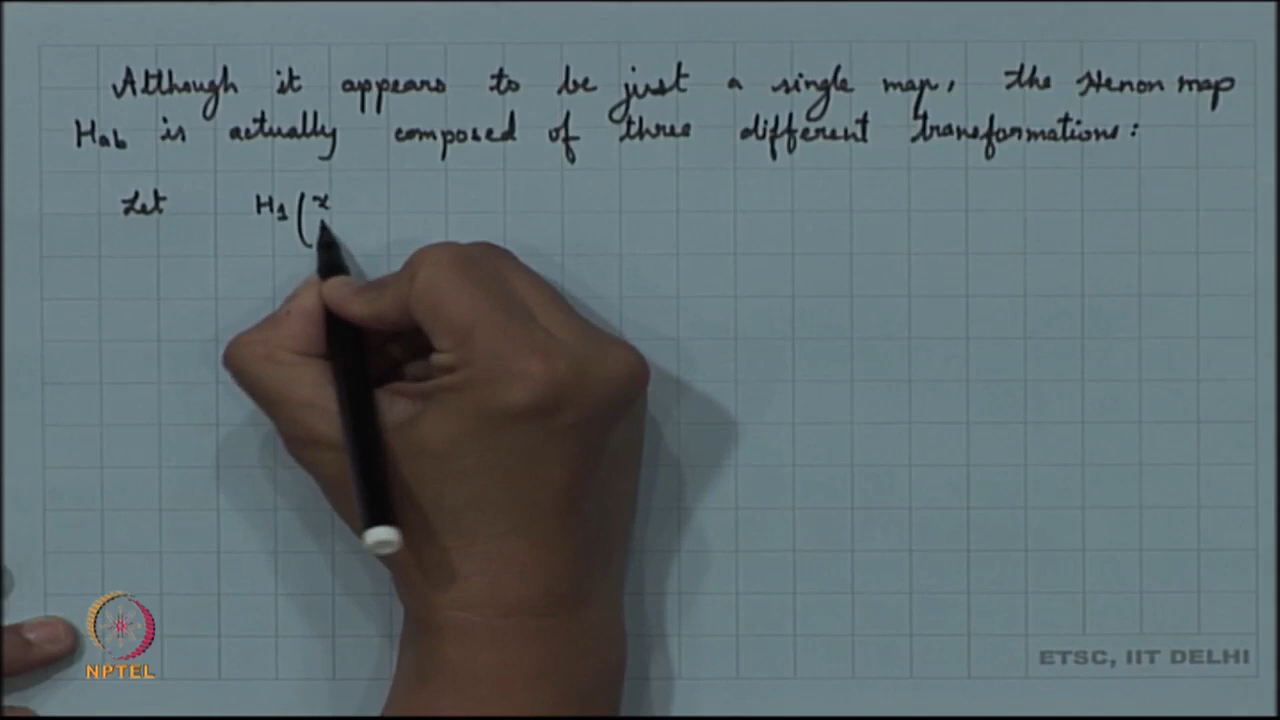 Although it appears to be just a single map, the Henon map
Hab is actually composed of three different transformations:
Let H1(x
NPTEL
ETSC, IIT DELHI